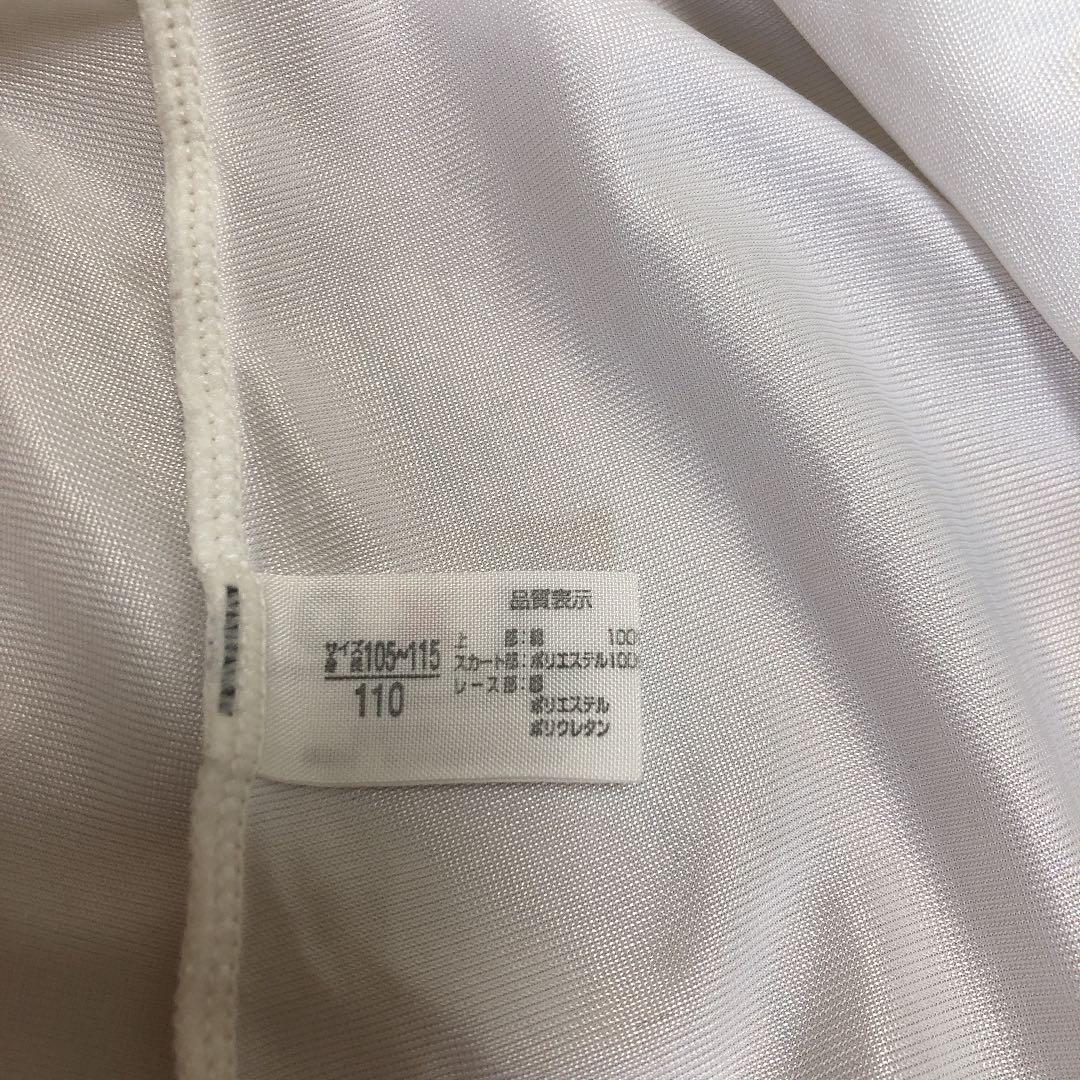 品質表示
サイズ
身長105~115
110
上部:綿 100
スカート部:ポリエステル100
レース部:綿
ポリエステル
ポリウレタン